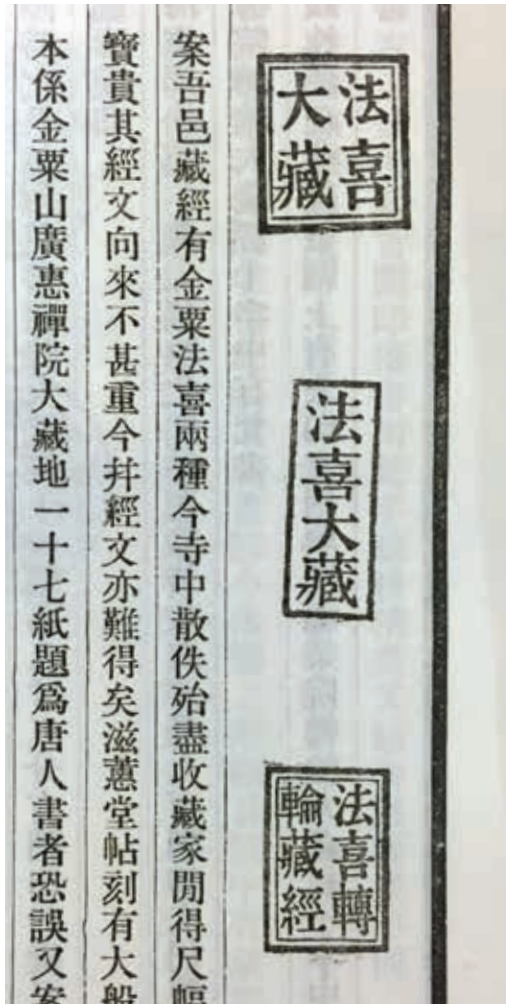 法喜
大藏
法喜大藏
法喜轉
輪藏經
案吾邑藏經有金粟法喜兩種今寺中散佚殆盡收藏家閒得尺幅
寶貴其經文向來不甚重今幷經文亦難得矣滋蕙堂帖刻有大般
本係金粟山廣惠禪院大藏地一十七紙題爲唐人書者恐誤又案